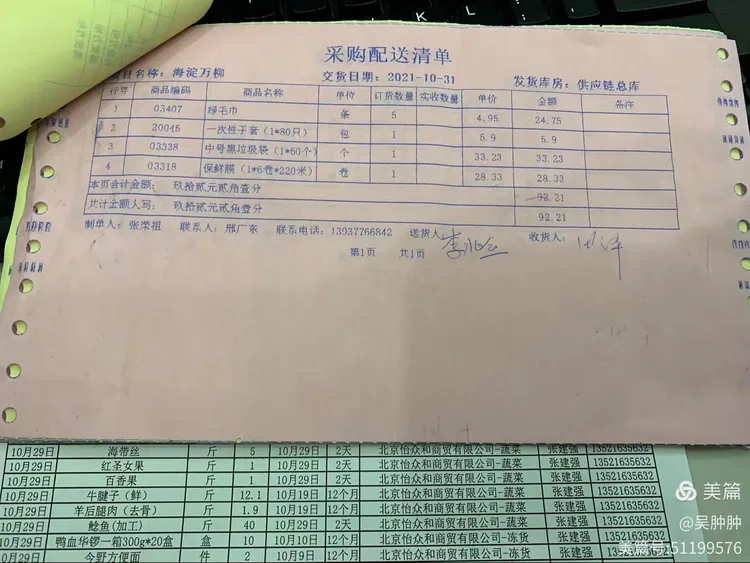 K L
采购配送清单
项目名称：海淀万柳 交货日期：2021-10-31 发货库房：供应链总库
行号 商品编码 商品名称 单位 订货数量 实收数量 单价 金额 备注
1 03407 绿毛巾 条 5 4.95 24.75
2 20045 一次性手套（1*80只） 包 1 5.9 5.9
3 03338 中号黑垃圾袋（1*50个） 个 1 33.23 33.23
4 03318 保鲜膜（1*6卷*220米） 卷 1 28.33 28.33
本页合计金额： 玖拾贰元贰角壹分 92.21
共计金额大写： 玖拾贰元贰角壹分 92.21
制单人：张荣祖 联系人：邢广东 联系电话：13937766842 送货人： 收货人：
第1页 共1页
10月29日 海带丝 斤 5 10月29日 2天 北京怡众和商贸有限公司-蔬菜 张建强 13521635632
10月29日 红圣女果 斤 1 10月29日 2天 北京怡众和商贸有限公司-蔬菜 张建强 13521635632
10月29日 百香果 斤 1 10月29日 2天 北京怡众和商贸有限公司-蔬菜 张建强 13521635632
10月29日 牛腱子（鲜） 斤 12.1 10月19日 12个月 北京怡众和商贸有限公司-蔬菜 张建强 13521635632
10月29日 羊后腿肉（去骨） 斤 1.9 10月19日 12个月 北京怡众和商贸有限公司-蔬菜 张建强 13521635632
10月29日 鲶鱼(加工) 斤 40 10月29日 2天 北京怡众和商贸有限公司-蔬菜 张建强 13521635632
10月29日 鸭血华锣一箱300g*20盒 盒 10 10月10日 12个月 北京怡众和商贸有限公司-冻货 张建强
10月29日 今野方便面 件 2 10月9日 12个月 北京怡众和商贸有限公司-冻货 张建强
美篇
@吴肿肿
美篇号:51199576